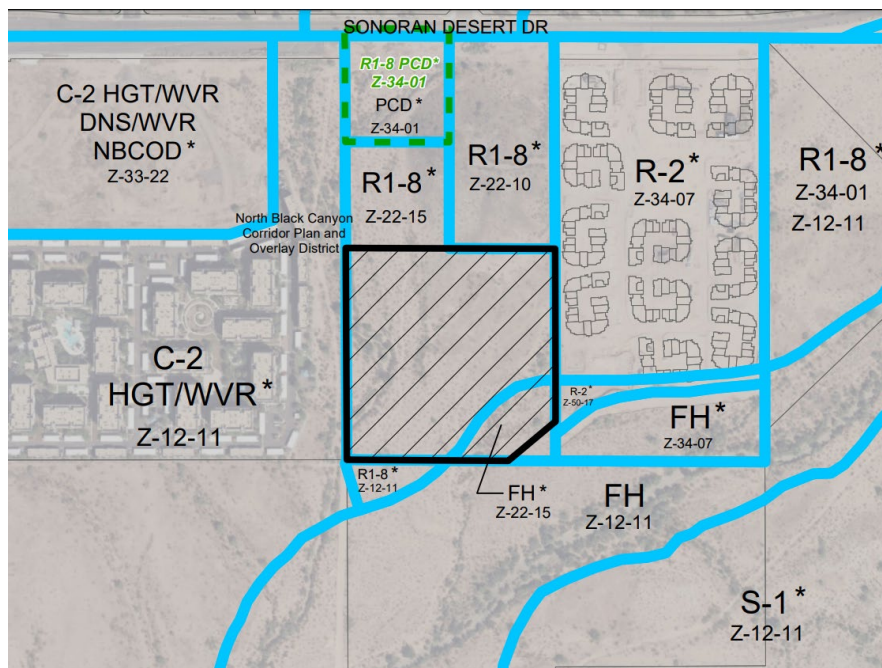 SONORAN DESERT DR
R1-8 PCD*
Z-34-01
PCD*
Z-34-01
C-2 HGT/WVR
DNS/WVR
NBCOD*
Z-33-22
R1-8*
Z-22-15
R1-8*
Z-22-10
R-2*
Z-34-07
R1-8*
Z-34-01
Z-12-11
North Black Canyon
Corridor Plan and
Overlay District
C-2
HGT/WVR*
Z-12-11
R-2*
Z-50-17
FH*
Z-34-07
R1-8*
Z-12-11
FH*
Z-22-15
FH
Z-12-11
S-1*
Z-12-11